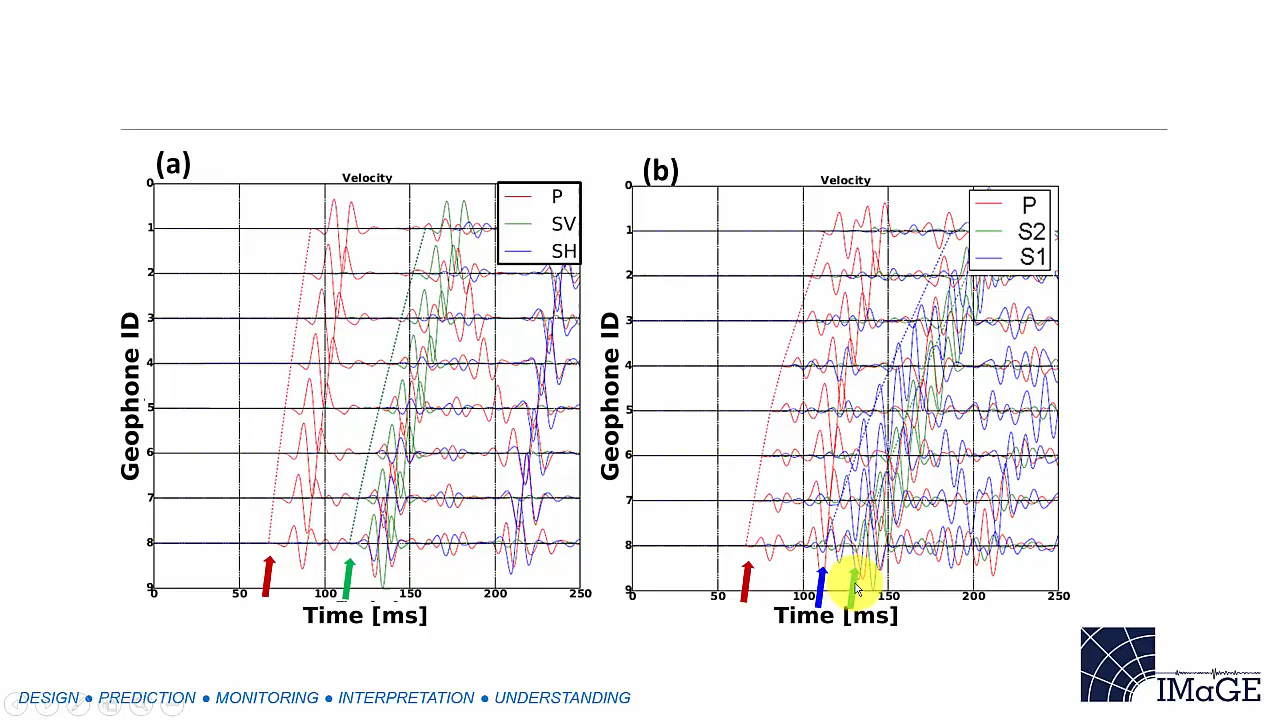 (a)
Velocity
P
SV
SH
0
1
2
3
4
5
6
7
8
9
Geophone ID
0 50 100 150 200 250
Time [ms]
(b)
Velocity
P
S2
S1
0
1
2
3
4
5
6
7
8
9
Geophone ID
0 50 100 150 200 250
Time [ms]
DESIGN ● PREDICTION ● MONITORING ● INTERPRETATION ● UNDERSTANDING
IMaGE